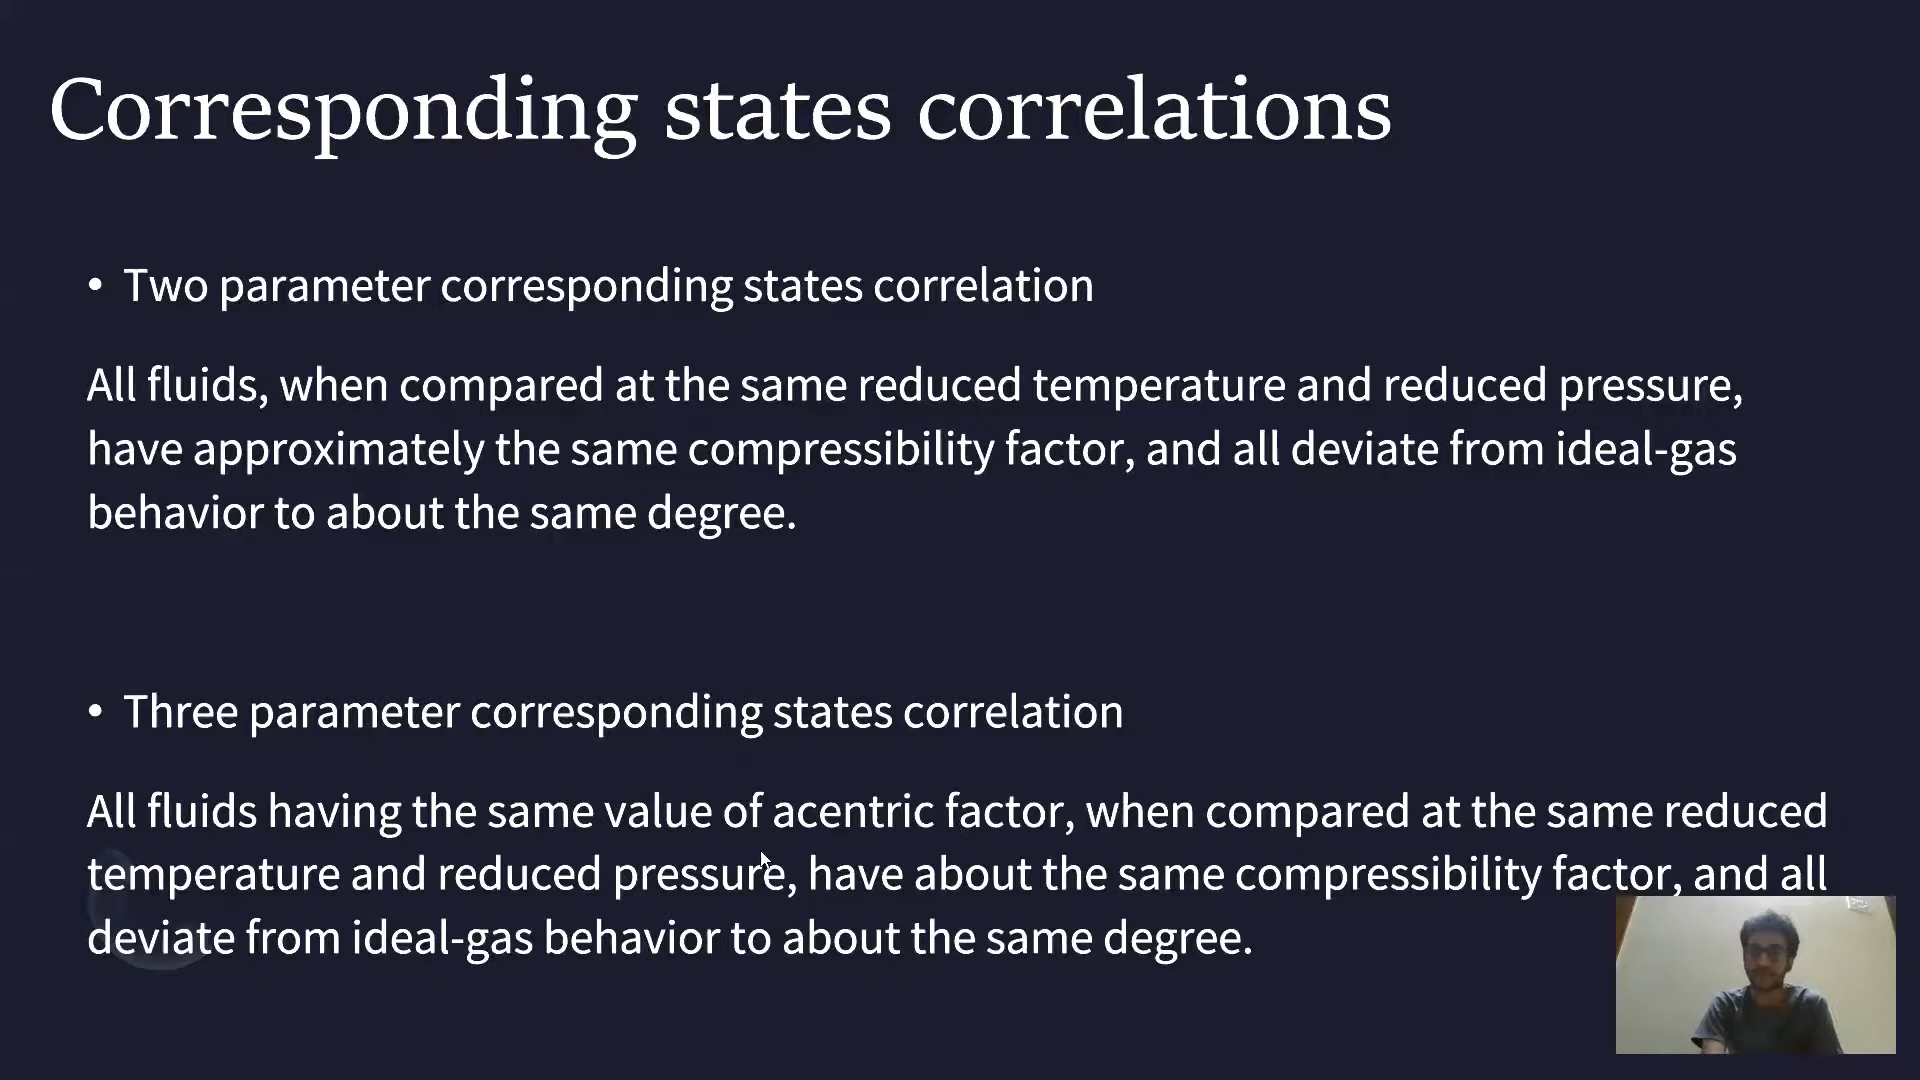 Corresponding states correlations
• Two parameter corresponding states correlation
All fluids, when compared at the same reduced temperature and reduced pressure,
have approximately the same compressibility factor, and all deviate from ideal-gas
behavior to about the same degree.
• Three parameter corresponding states correlation
All fluids having the same value of acentric factor, when compared at the same reduced
temperature and reduced pressure, have about the same compressibility factor, and all
deviate from ideal-gas behavior to about the same degree.